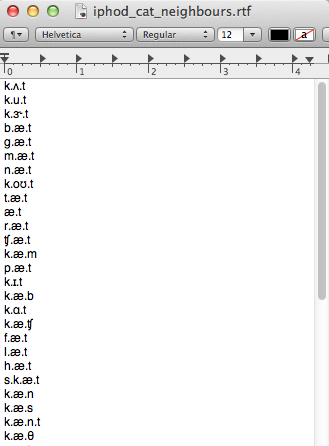 iphod_cat_neighbours.rtf
¶ Helvetica Regular 12 a
0 1 2 3 4
k.ʌ.t
k.u.t
k.ɝ.t
b.æ.t
g.æ.t
m.æ.t
n.æ.t
k.oʊ.t
t.æ.t
æ.t
r.æ.t
ʧ.æ.t
k.æ.m
p.æ.t
k.ɪ.t
k.æ.b
k.ɑ.t
k.æ.ʧ
f.æ.t
l.æ.t
h.æ.t
s.k.æ.t
k.æ.n
k.æ.s
k.æ.n.t
k.æ.θ